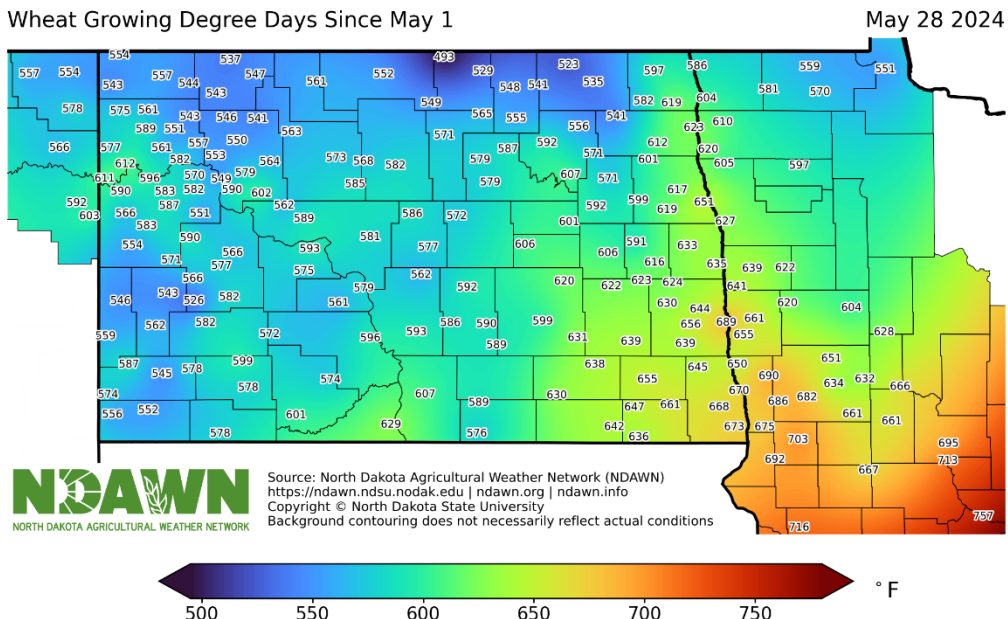 Wheat Growing Degree Days Since May 1 May 28 2024
554 537 493
557 554 557 544 547 561 552 529 523 535 597 586 559 551
543 543 548 541 581 570
578 575 561 543 546 541 549 565 555 541 582 619 604
589 551 563 571 556 623 610
566 577 561 557 550 587 592 571 612 620
612 582 553 564 573 568 582 579 601 605 597
611 596 570 549 579 585 579 607 571
590 583 582 590 602 617
592 587 562 592 599 651
603 566 551 589 586 572 601 619 627
583 590 581
554 566 593 577 606 606 591 633
571 577 575 616 635 639 622
566 562 620 622 623 624
543 526 582 579 592 641
546 561 630 644 620 604
562 582 586 590 599 656 689 661
559 572 596 593 589 631 639 639 655 628
587 578 599 638 645 650 651
545 574 655 690 634 632
574 578 607 630 670 686 682 666
556 552 601 589 647 661 668 661 661
578 629 576 642 636 673 675 703 695
692 667 713
716 757
NDAWN
NORTH DAKOTA AGRICULTURAL WEATHER NETWORK
Source: North Dakota Agricultural Weather Network (NDAWN)
https://ndawn.ndsu.nodak.edu | ndawn.org | ndawn.info
Copyright © North Dakota State University
Background contouring does not necessarily reflect actual conditions
500 550 600 650 700 750 °F